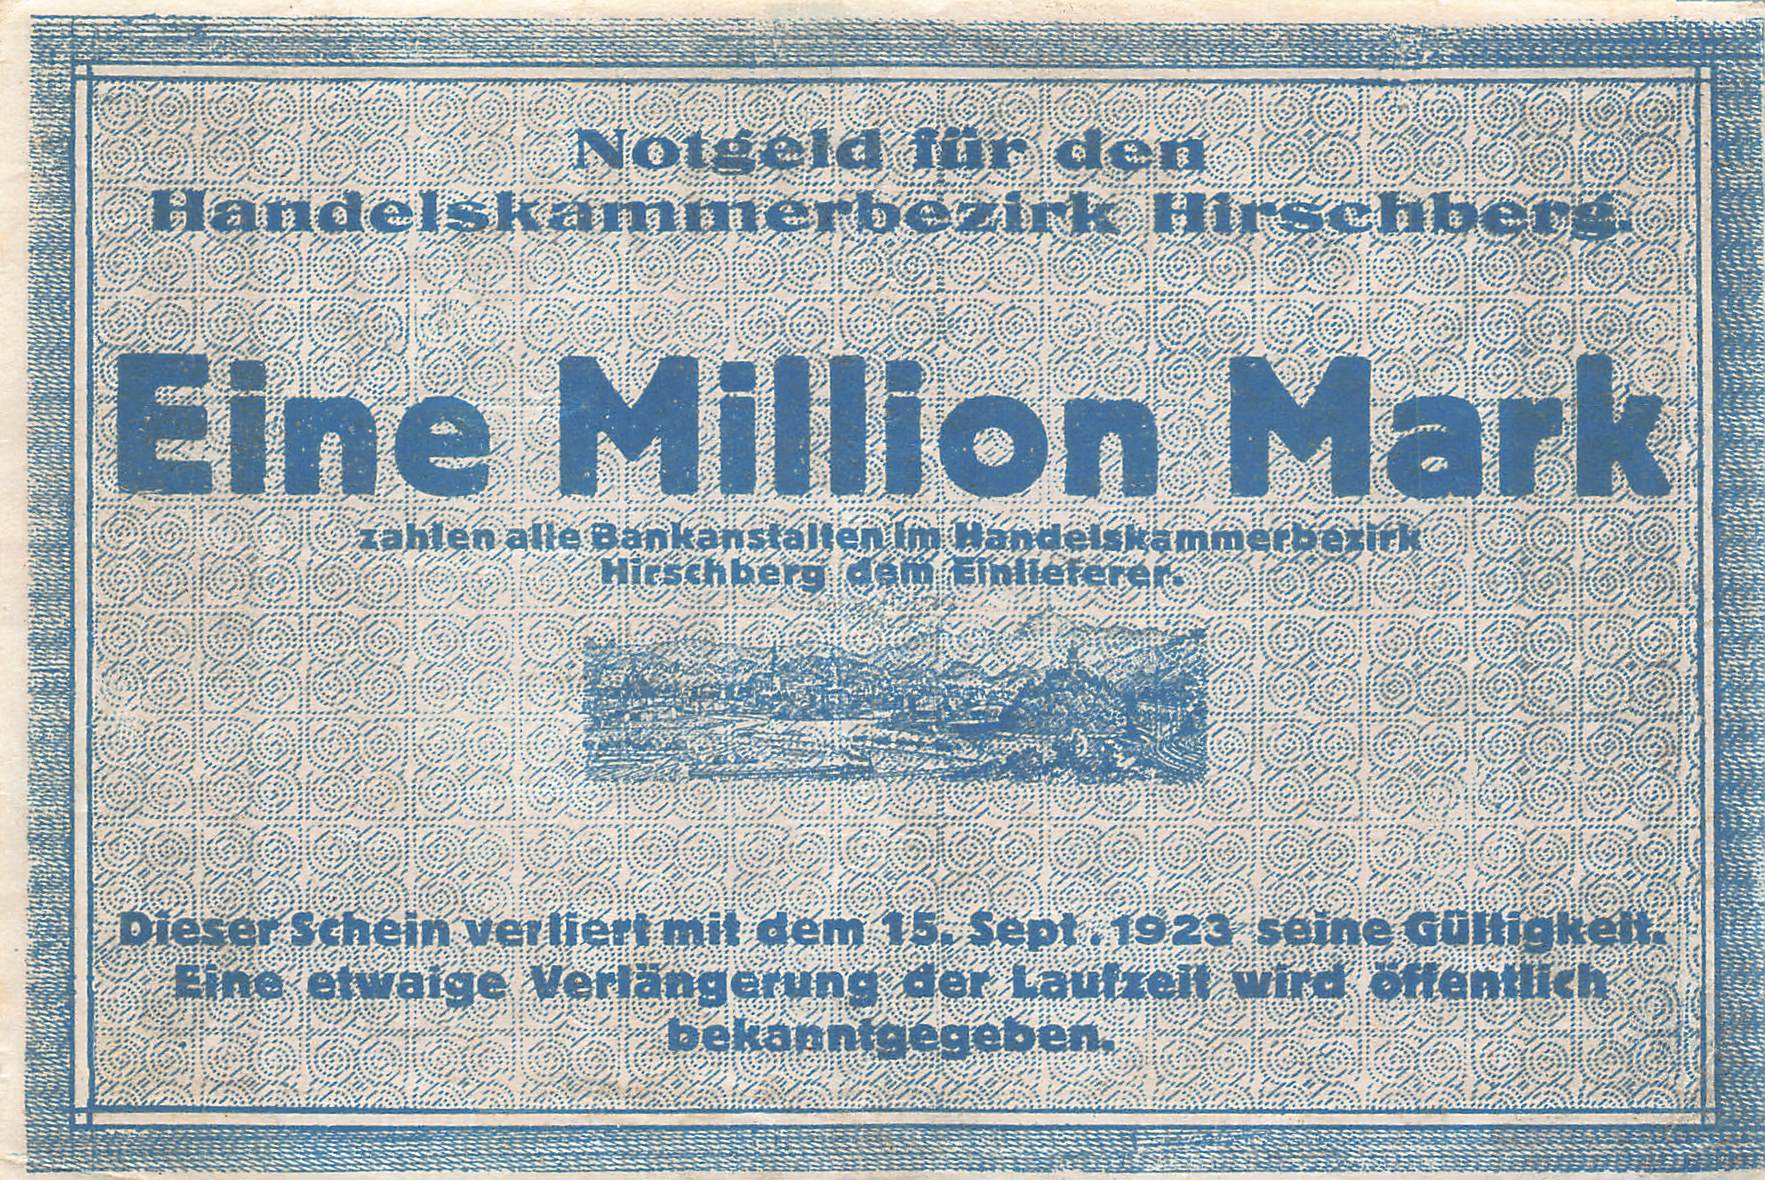 Notgeld für den
Handelskammerbezirk Hirschberg.
Eine Million Mark
zahlen alle Bankanstalten im Handelskammerbezirk
Hirschberg dem Einlieferer.
Dieser Schein verliert mit dem 15. Sept. 1923 seine Gültigkeit.
Eine etwaige Verlängerung der Laufzeit wird öffentlich
bekanntgegeben.